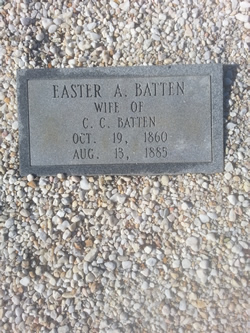 EASTER A. BATTEN
WIFE OF
C. C. BATTEN
OCT. 19, 1860
AUG. 13, 1885